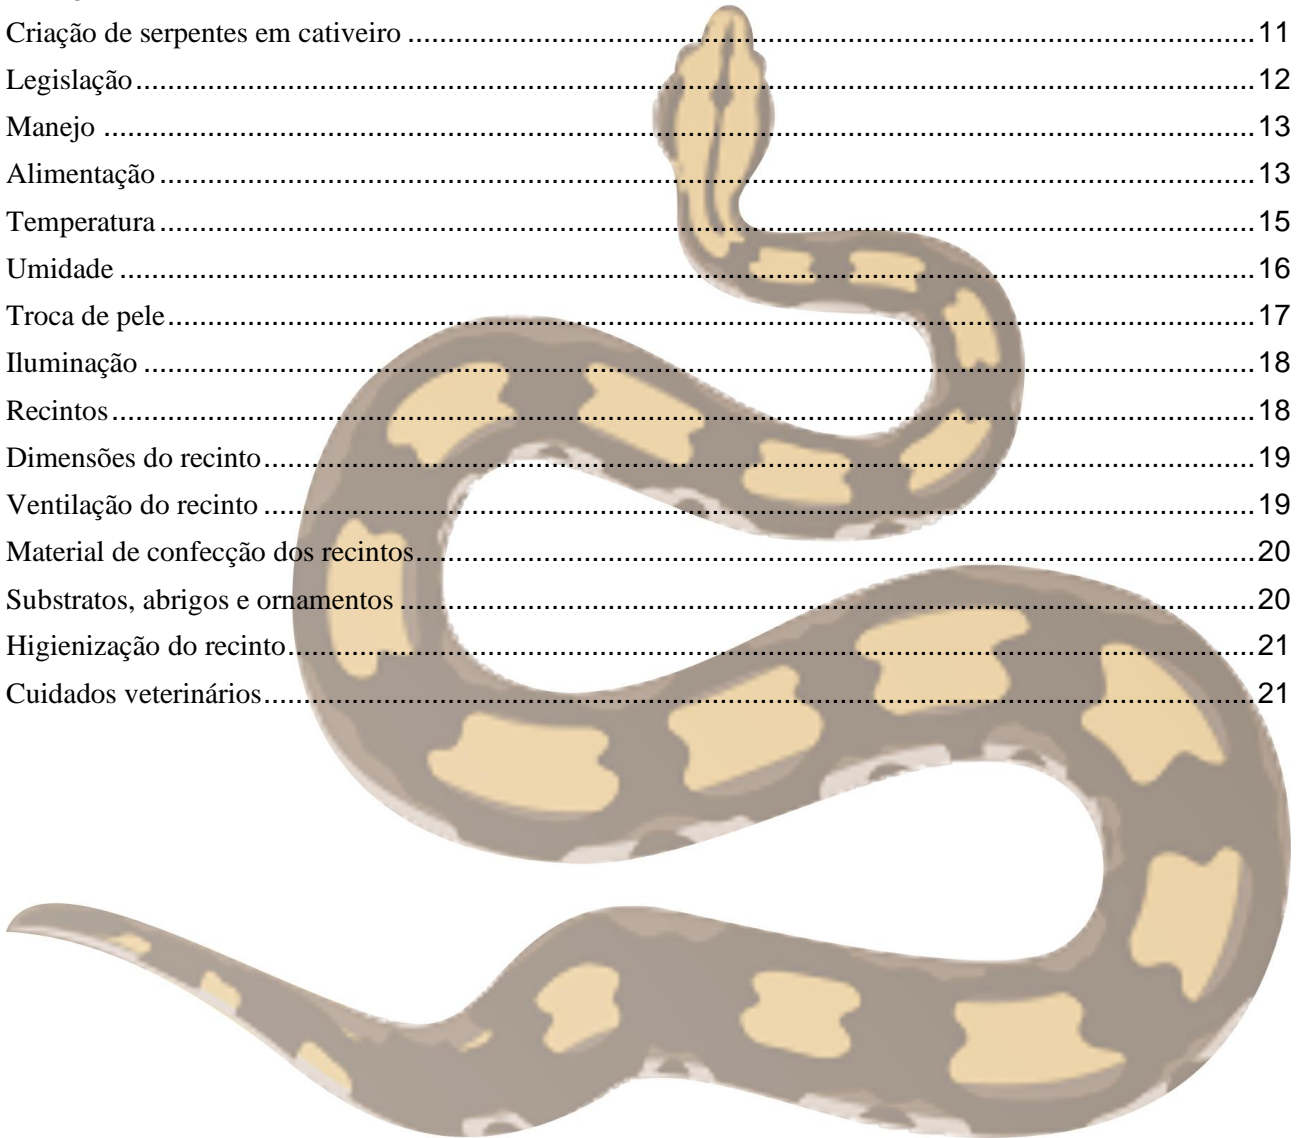 Criação de serpentes em cativeiro ........ 11
Legislação ........ 12
Manejo ........ 13
Alimentação ........ 13
Temperatura ........ 15
Umidade ........ 16
Troca de pele ........ 17
Iluminação ........ 18
Recintos ........ 18
Dimensões do recinto ........ 19
Ventilação do recinto ........ 19
Material de confecção dos recintos ........ 20
Substratos, abrigos e ornamentos ........ 20
Higienização do recinto ........ 21
Cuidados veterinários ........ 21